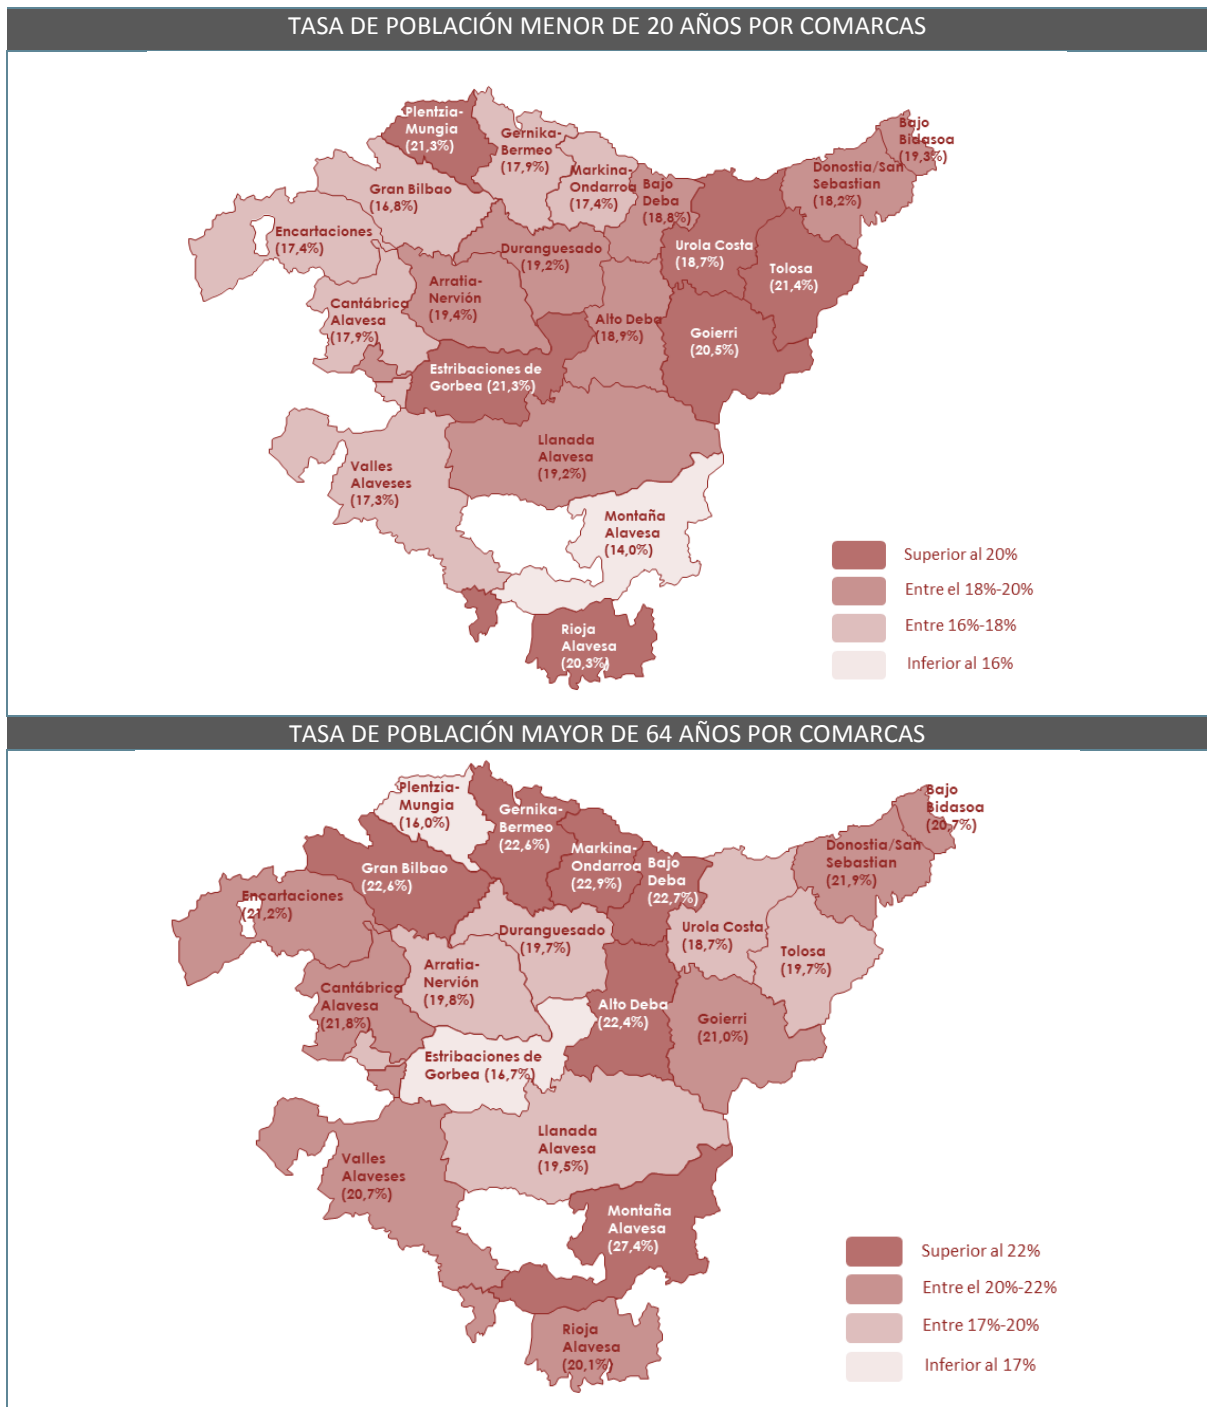 TASA DE POBLACIÓN MENOR DE 20 AÑOS POR COMARCAS
Plentzia-
Mungia
(21,3%)
Gernika-
Bermeo
(17,9%)
Bajo
Bidasoa
(19,3%)
Markina-
Ondarroa
(17,4%)
Donostia/San
Sebastian
(18,2%)
Gran Bilbao
(16,8%)
Bajo
Deba
(18,8%)
Encartaciones
(17,4%)
Duranguesado
(19,2%)
Urola Costa
(18,7%)
Tolosa
(21,4%)
Arratia-
Nervión
(19,4%)
Cantábrica
Alavesa
(17,9%)
Alto Deba
(18,9%)
Goierri
(20,5%)
Estribaciones de
Gorbea (21,3%)
Llanada
Alavesa
(19,2%)
Valles
Alaveses
(17,3%)
Montaña
Alavesa
(14,0%)
Rioja
Alavesa
(20,3%)
Superior al 20%
Entre el 18%-20%
Entre 16%-18%
Inferior al 16%
TASA DE POBLACIÓN MAYOR DE 64 AÑOS POR COMARCAS
Plentzia-
Mungia
(16,0%)
Gernika-
Bermeo
(22,6%)
Bajo
Bidasoa
(20,7%)
Markina-
Ondarroa
(22,9%)
Donostia/San
Sebastian
(21,9%)
Gran Bilbao
(22,6%)
Bajo
Deba
(22,7%)
Encartaciones
(21,2%)
Duranguesado
(19,7%)
Urola Costa
(18,7%)
Tolosa
(19,7%)
Arratia-
Nervión
(19,8%)
Cantábrica
Alavesa
(21,8%)
Alto Deba
(22,4%)
Goierri
(21,0%)
Estribaciones de
Gorbea (16,7%)
Llanada
Alavesa
(19,5%)
Valles
Alaveses
(20,7%)
Montaña
Alavesa
(27,4%)
Rioja
Alavesa
(20,1%)
Superior al 22%
Entre el 20%-22%
Entre 17%-20%
Inferior al 17%